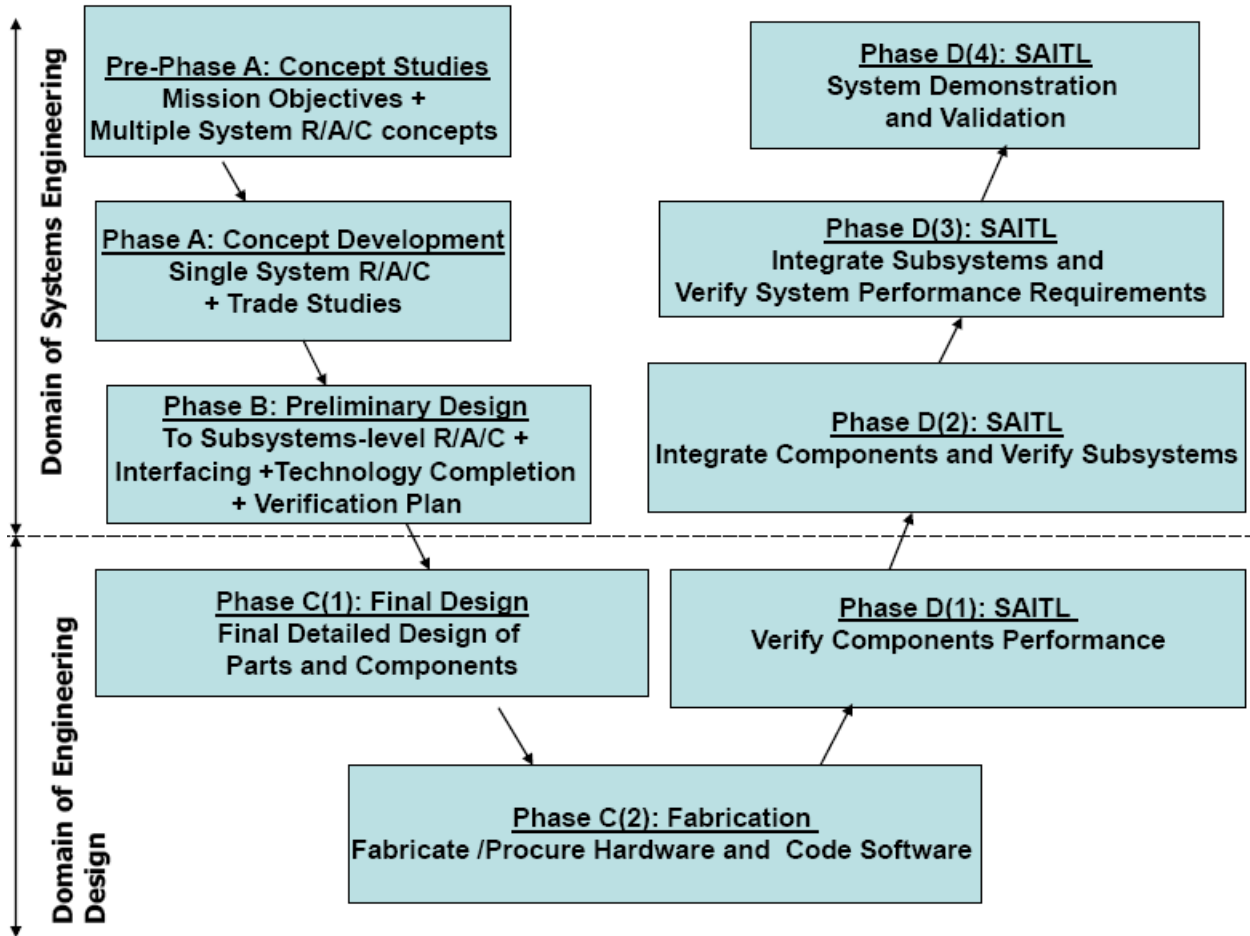 Domain of Systems Engineering
Pre-Phase A: Concept Studies
Mission Objectives +
Multiple System R/A/C concepts
Phase A: Concept Development
Single System R/A/C
+ Trade Studies
Phase B: Preliminary Design
To Subsystems-level R/A/C +
Interfacing +Technology Completion
+ Verification Plan
Domain of Engineering
Design
Phase C(1): Final Design
Final Detailed Design of
Parts and Components
Phase C(2): Fabrication
Fabricate /Procure Hardware and Code Software
Phase D(1): SAITL
Verify Components Performance
Phase D(2): SAITL
Integrate Components and Verify Subsystems
Phase D(3): SAITL
Integrate Subsystems and
Verify System Performance Requirements
Phase D(4): SAITL
System Demonstration
and Validation